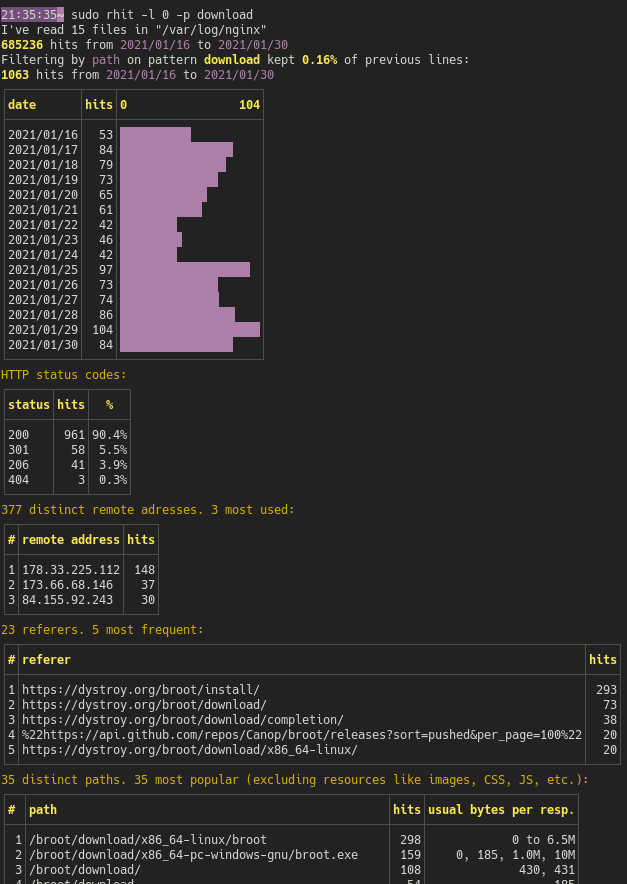 21:35:35~ sudo rhit -l 0 -p download
I've read 15 files in "/var/log/nginx"
685236 hits from 2021/01/16 to 2021/01/30
Filtering by path on pattern download kept 0.16% of previous lines:
1063 hits from 2021/01/16 to 2021/01/30
date hits 0 104
2021/01/16 53
2021/01/17 84
2021/01/18 79
2021/01/19 73
2021/01/20 65
2021/01/21 61
2021/01/22 42
2021/01/23 46
2021/01/24 42
2021/01/25 97
2021/01/26 73
2021/01/27 74
2021/01/28 86
2021/01/29 104
2021/01/30 84
HTTP status codes:
status hits %
200 961 90.4%
301 58 5.5%
206 41 3.9%
404 3 0.3%
377 distinct remote adresses. 3 most used:
# remote address hits
1 178.33.225.112 148
2 173.66.68.146 37
3 84.155.92.243 30
23 referers. 5 most frequent:
# referer hits
1 https://dystroy.org/broot/install/ 293
2 https://dystroy.org/broot/download/ 73
3 https://dystroy.org/broot/download/completion/ 38
4 %22https://api.github.com/repos/Canop/broot/releases?sort=pushed&per_page=100%22 20
5 https://dystroy.org/broot/download/x86_64-linux/ 20
35 distinct paths. 35 most popular (excluding resources like images, CSS, JS, etc.):
# path hits usual bytes per resp.
1 /broot/download/x86_64-linux/broot 298 0 to 6.5M
2 /broot/download/x86_64-pc-windows-gnu/broot.exe 159 0, 185, 1.0M, 10M
3 /broot/download/ 108 430, 431
4 /broot/download 54 185